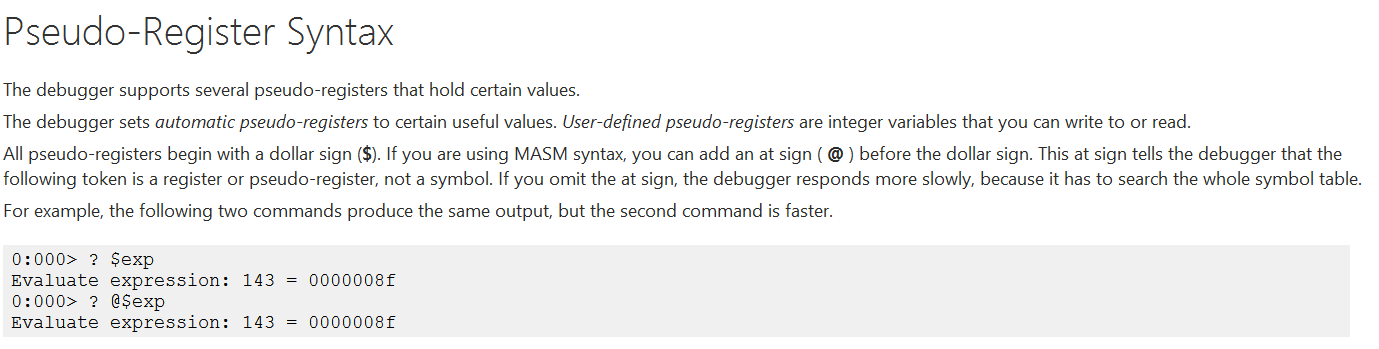 Pseudo-Register Syntax
The debugger supports several pseudo-registers that hold certain values.
The debugger sets automatic pseudo-registers to certain useful values. User-defined pseudo-registers are integer variables that you can write to or read.
All pseudo-registers begin with a dollar sign ($). If you are using MASM syntax, you can add an at sign ( @ ) before the dollar sign. This at sign tells the debugger that the
following token is a register or pseudo-register, not a symbol. If you omit the at sign, the debugger responds more slowly, because it has to search the whole symbol table.
For example, the following two commands produce the same output, but the second command is faster.
0:000> ? $exp
Evaluate expression: 143 = 0000008f
0:000> ? @$exp
Evaluate expression: 143 = 0000008f